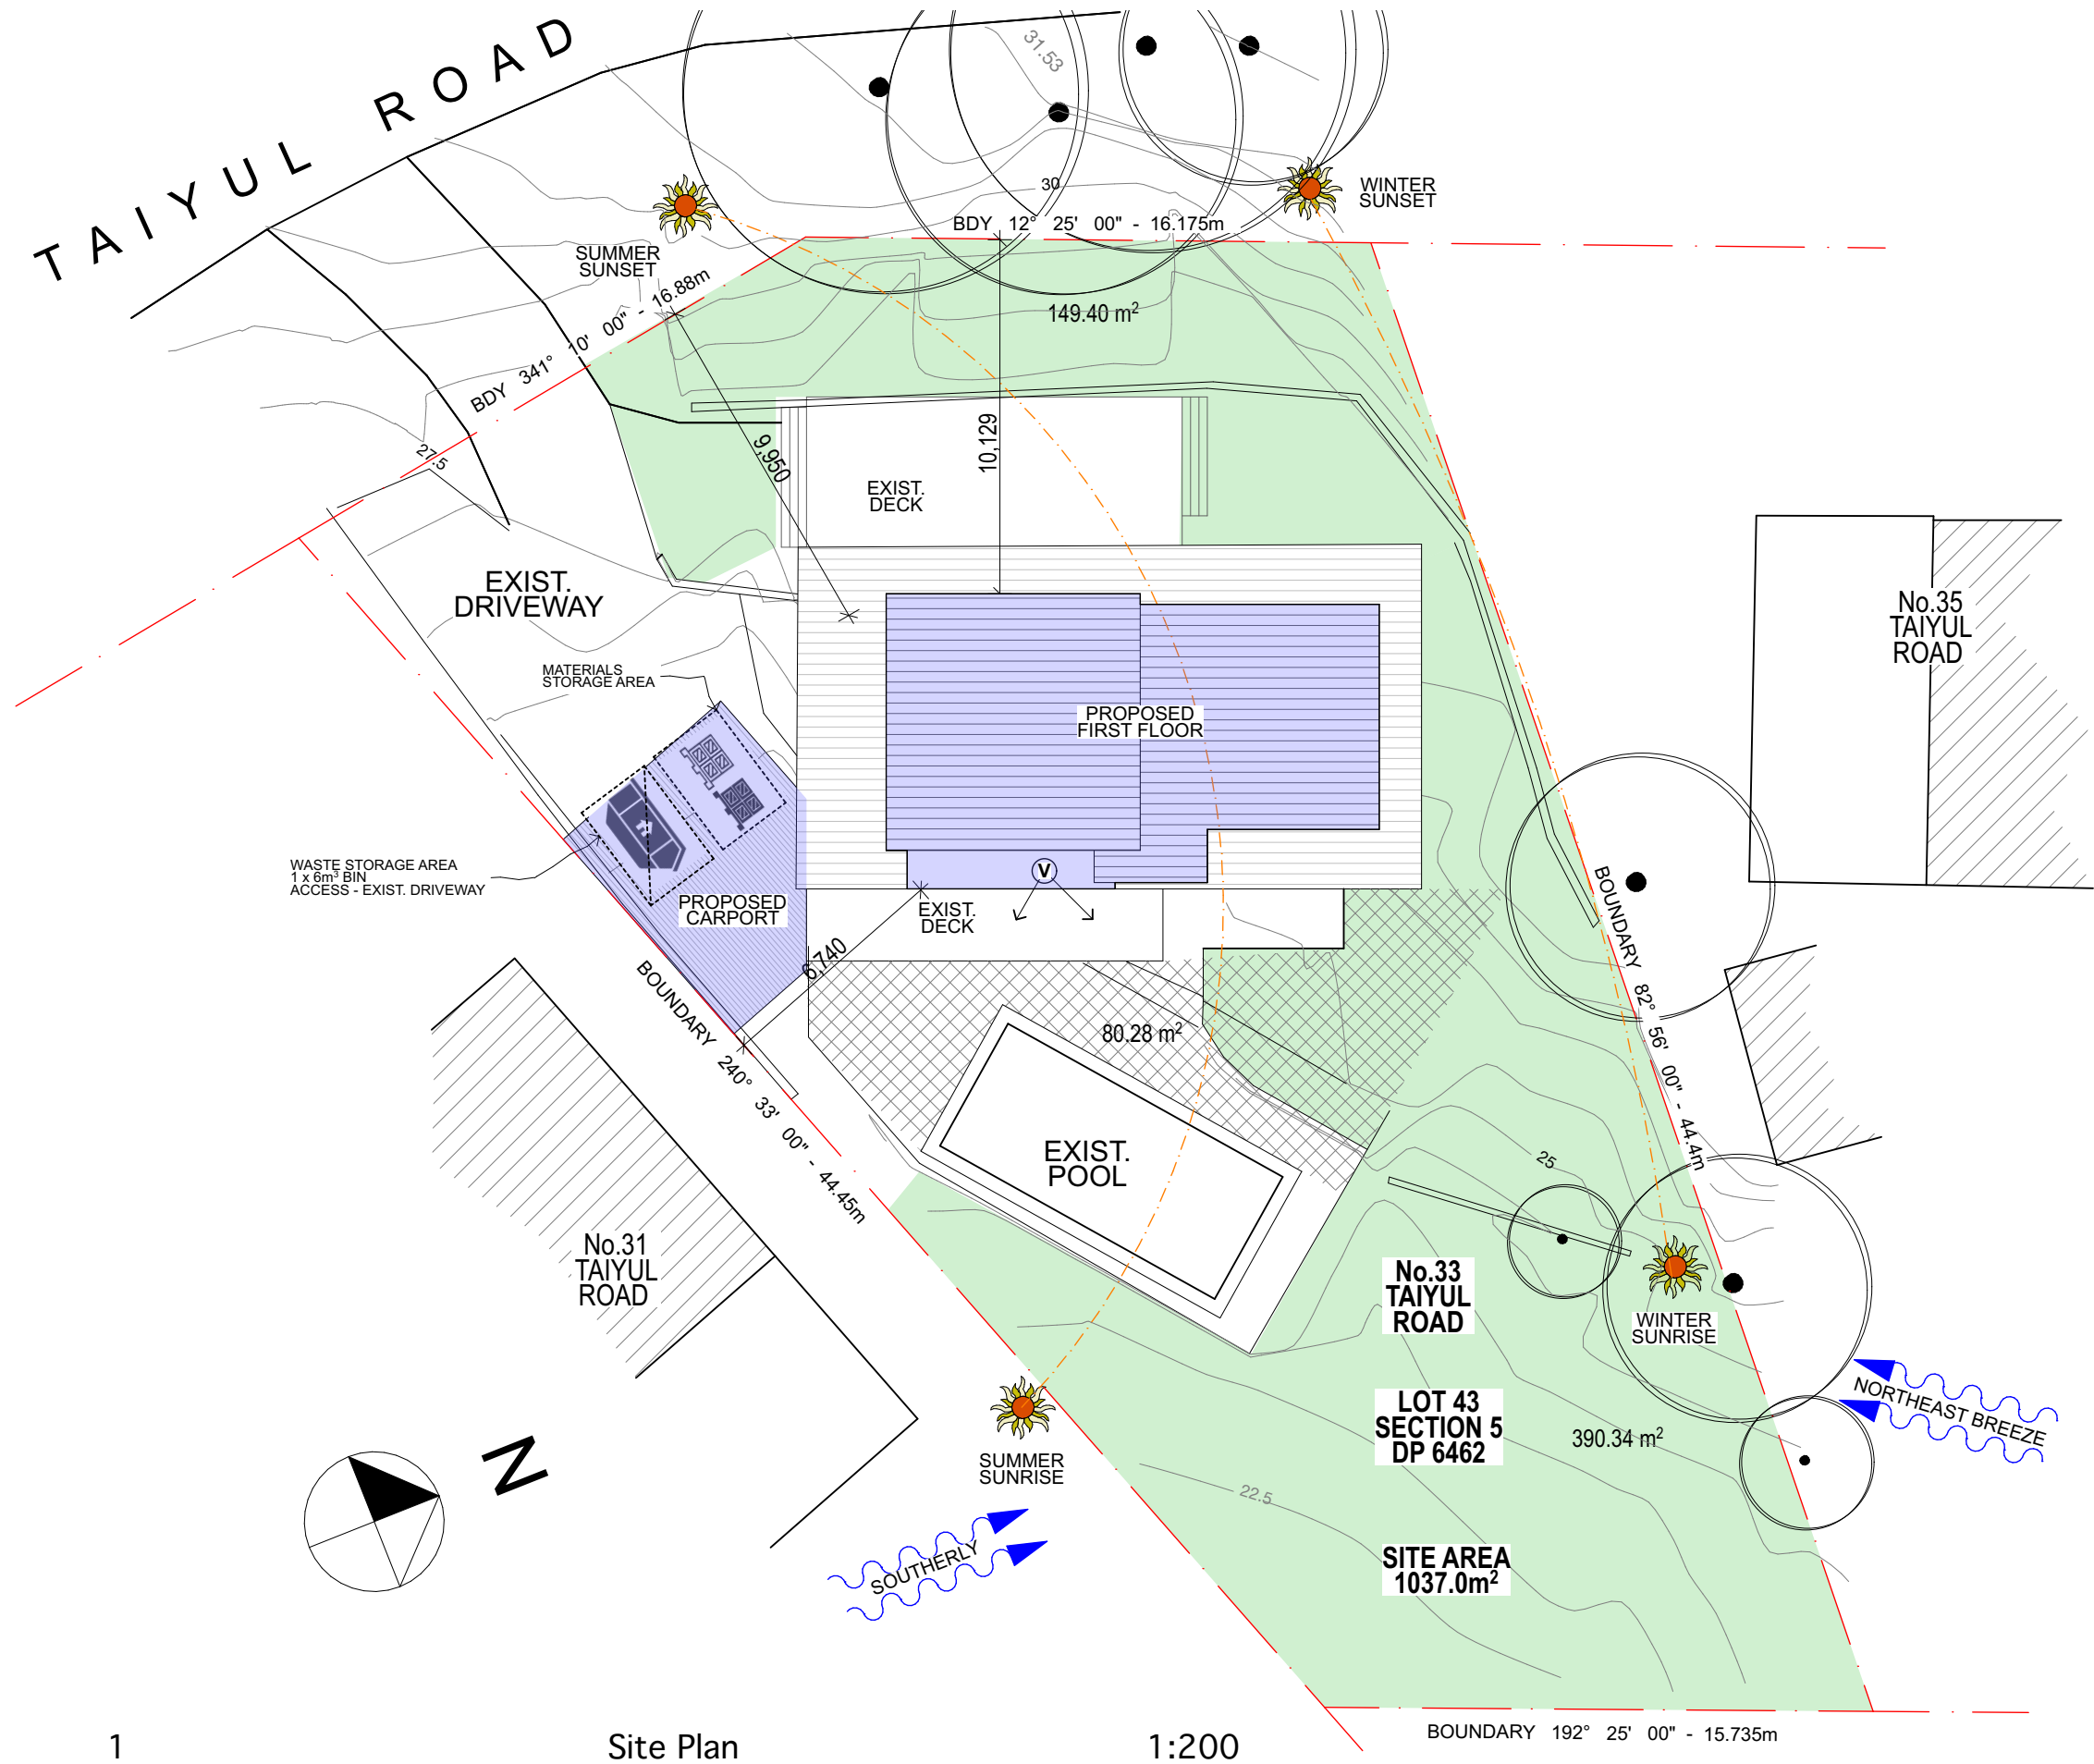 TAIYUL ROAD
31.53
30
WINTER
SUNSET
BDY 12° 25' 00" - 16.175m
SUMMER
SUNSET
BDY 341° 10' 00" - 16.88m
149.40 m²
27.5
9,950
10,129
EXIST.
DECK
EXIST.
DRIVEWAY
No.35
TAIYUL
ROAD
MATERIALS
STORAGE AREA
PROPOSED
FIRST FLOOR
WASTE STORAGE AREA
1 x 6m³ BIN
ACCESS - EXIST. DRIVEWAY
V
PROPOSED
CARPORT
EXIST.
DECK
6,740
BOUNDARY 82° 56' 00" - 44.4m
BOUNDARY 240° 33' 00" - 44.45m
80.28 m²
EXIST.
POOL
25
No.31
TAIYUL
ROAD
No.33
TAIYUL
ROAD
WINTER
SUNRISE
NORTHEAST BREEZE
LOT 43
SECTION 5
DP 6462
390.34 m²
SUMMER
SUNRISE
22.5
N
SOUTHERLY
SITE AREA
1037.0m²
BOUNDARY 192° 25' 00" - 15.735m
1 Site Plan 1:200